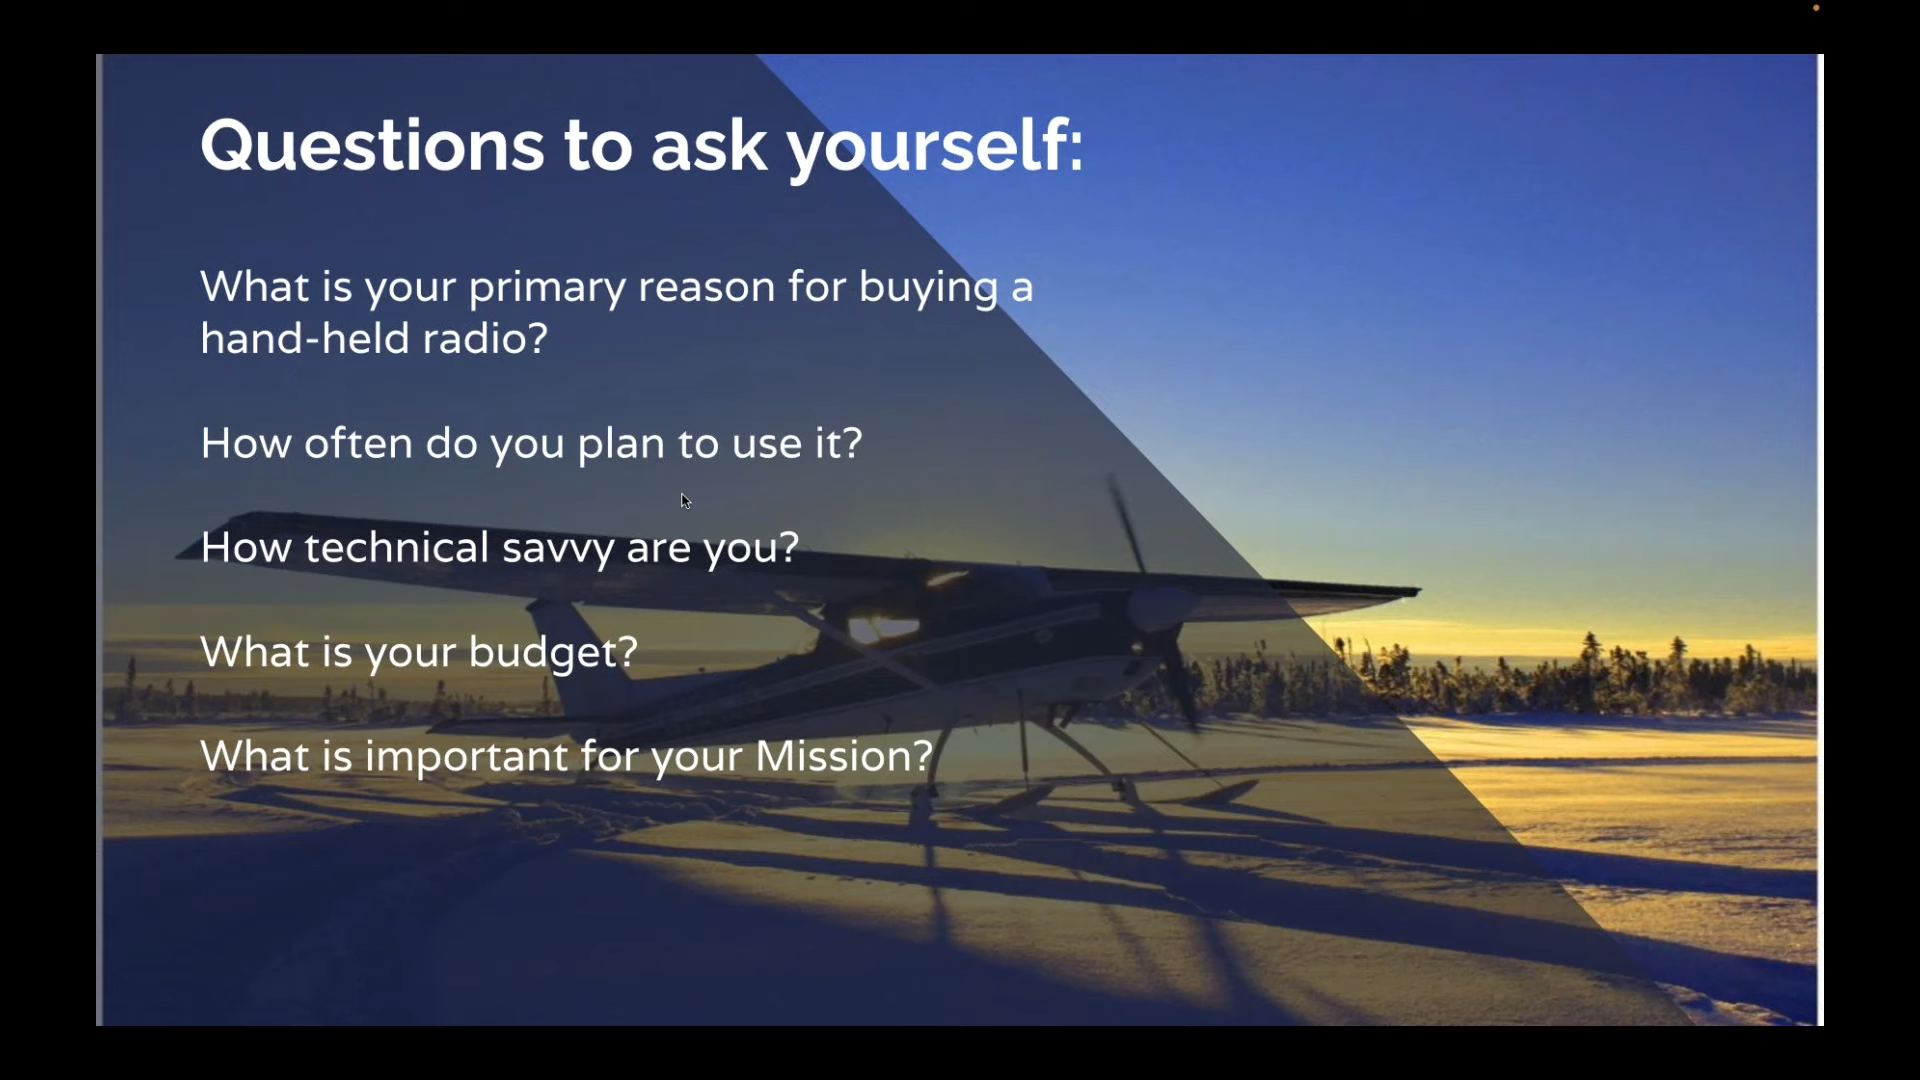 Questions to ask yourself:
What is your primary reason for buying a
hand-held radio?
How often do you plan to use it?
How technical savvy are you?
What is your budget?
What is important for your Mission?